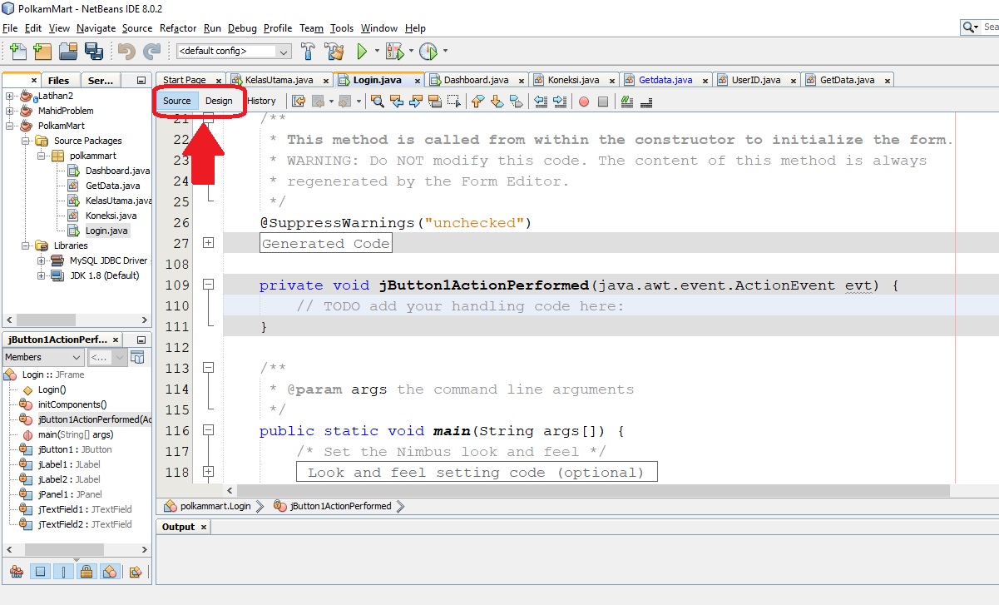 PolkamMart - NetBeans IDE 8.0.2
File Edit View Navigate Source Refactor Run Debug Profile Team Tools Window Help
Sea
<default config>
Files Ser...
Latihan2
MahidProblem
PolkamMart
Source Packages
polkammart
Dashboard.java
GetData.java
KelasUtama.java
Koneksi.java
Login.java
Libraries
MySQL JDBC Driver
JDK 1.8 (Default)
jButton1ActionPerf...
Members <...
Login :: JFrame
Login()
initComponents()
jButton1ActionPerformed(Ac
main(String[] args)
jButton1 : JButton
jLabel1 : JLabel
jLabel2 : JLabel
jPanel1 : JPanel
jTextField1 : JTextField
jTextField2 : JTextField
Start Page KelasUtama.java Login.java Dashboard.java Koneksi.java Getdata.java UserID.java GetData.java
Source Design History
21 /**
22 * This method is called from within the constructor to initialize the form.
23 * WARNING: Do NOT modify this code. The content of this method is always
24 * regenerated by the Form Editor.
25 */
26 @SuppressWarnings("unchecked")
27 Generated Code
108
109 private void jButton1ActionPerformed(java.awt.event.ActionEvent evt) {
110 // TODO add your handling code here:
111 }
112
113 /**
114 * @param args the command line arguments
115 */
116 public static void main(String args[]) {
117 /* Set the Nimbus look and feel */
118 Look and feel setting code (optional)
polkammart.Login jButton1ActionPerformed
Output